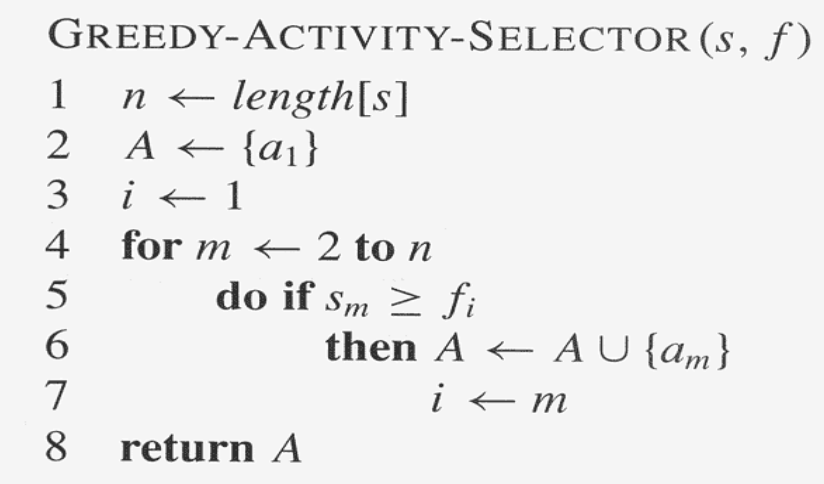 GREEDY-ACTIVITY-SELECTOR(s, f)
1 n ← length[s]
2 A ← {a₁}
3 i ← 1
4 for m ← 2 to n
5 do if sₘ ≥ fᵢ
6 then A ← A ∪ {aₘ}
7 i ← m
8 return A